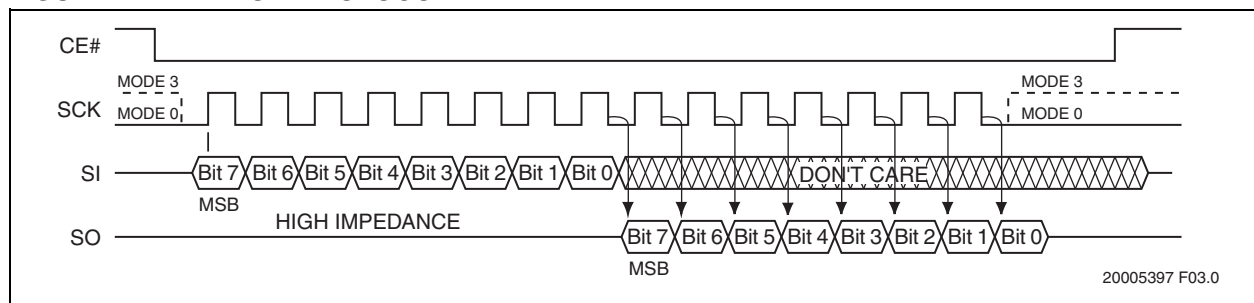 CE#
MODE 3
MODE 3
SCK
MODE 0
MODE 0
SI
Bit 7 Bit 6 Bit 5 Bit 4 Bit 3 Bit 2 Bit 1 Bit 0
DON'T CARE
MSB
HIGH IMPEDANCE
SO
Bit 7 Bit 6 Bit 5 Bit 4 Bit 3 Bit 2 Bit 1 Bit 0
MSB
20005397 F03.0